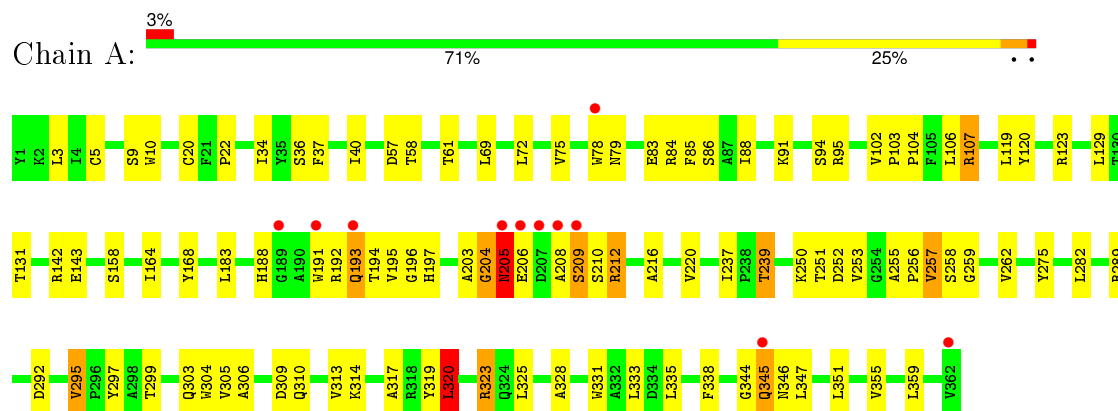 3%
Chain A:
71% 25% . .
Y1 K2 L3 I4 C5 S9 W10 C20 F21 P22 I34 Y35 S36 F37 I40 D57 T58 T61 L69 L72 V75 W78 N79 E83 R84 F85 S86 A87 I88 K91 S94 R95 V102 P103 P104 F105 L106 R107 L119 Y120 R123 L129 T130
T131 R142 E143 S158 I164 Y168 L183 H188 G189 A190 W191 R192 Q193 T194 V195 G196 H197 A203 G204 N205 E206 D207 A208 S209 S210 R212 A216 V220 I237 P238 T239 K250 T251 D252 V253 G254 A255 P256 V257 S258 G259 V262 Y275 L282
D292 V295 P296 Y297 A298 T299 Q303 W304 V305 A306 D309 Q310 V313 K314 A317 R318 Y319 L320 R323 Q324 L325 A328 W331 A332 L333 D334 L335 F338 G344 Q345 N346 L347 L351 V355 L359 V362